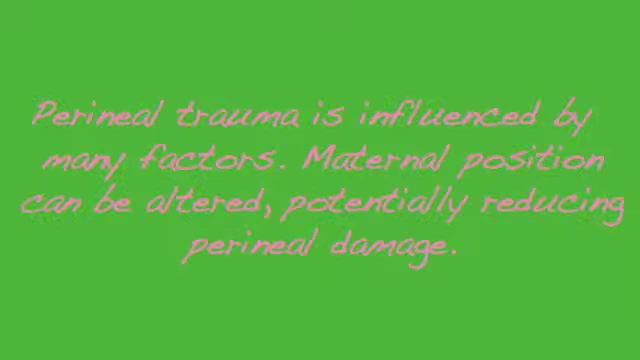 Perineal trauma is influenced by
many factors. Maternal position
can be altered, potentially reducing
perineal damage.